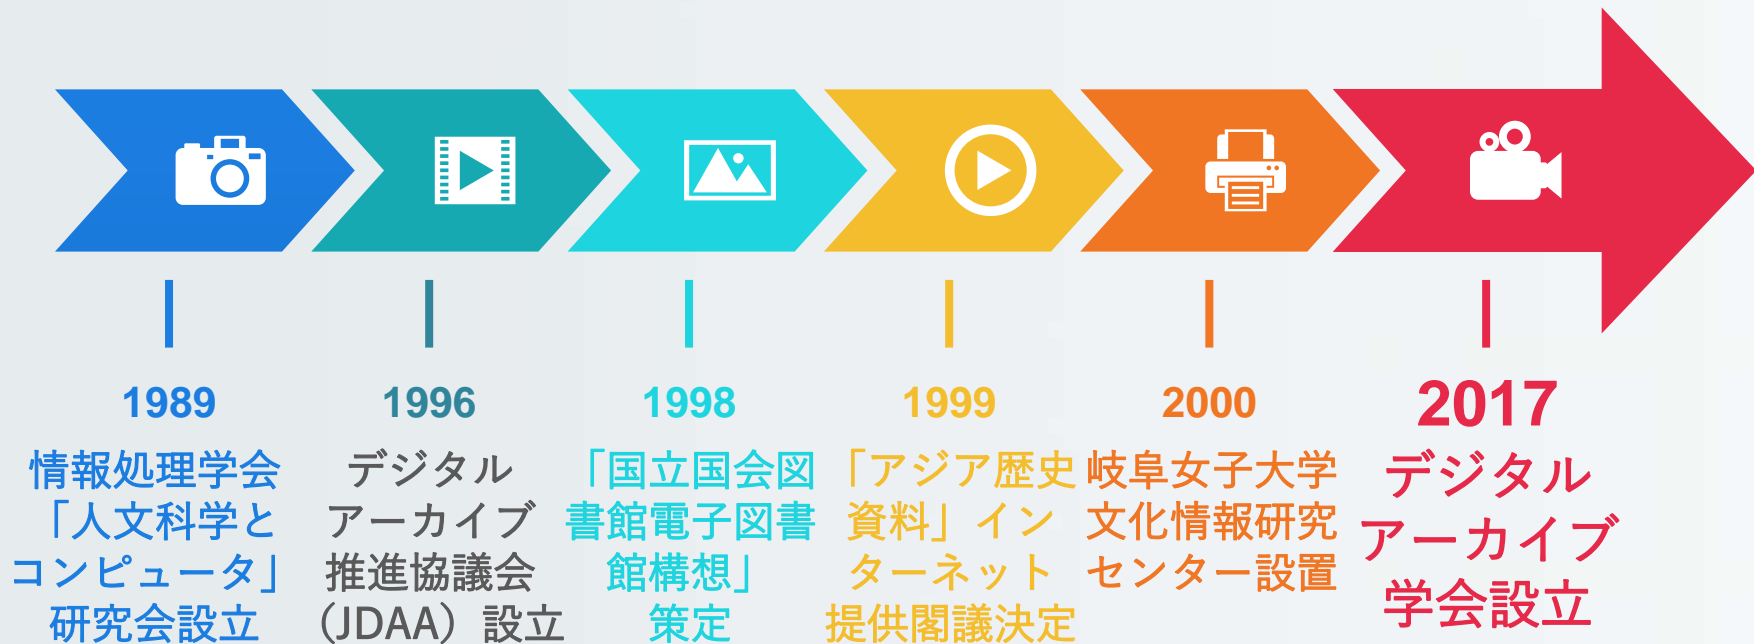 1989
情報処理学会
「人文科学と
コンピュータ」
研究会設立
1996
デジタル
アーカイブ
推進協議会
（JDAA）設立
1998
「国立国会図
書館電子図書
館構想」
策定
1999
「アジア歴史
資料」イン
ターネット
提供閣議決定
2000
岐阜女子大学
文化情報研究
センター設置
2017
デジタル
アーカイブ
学会設立